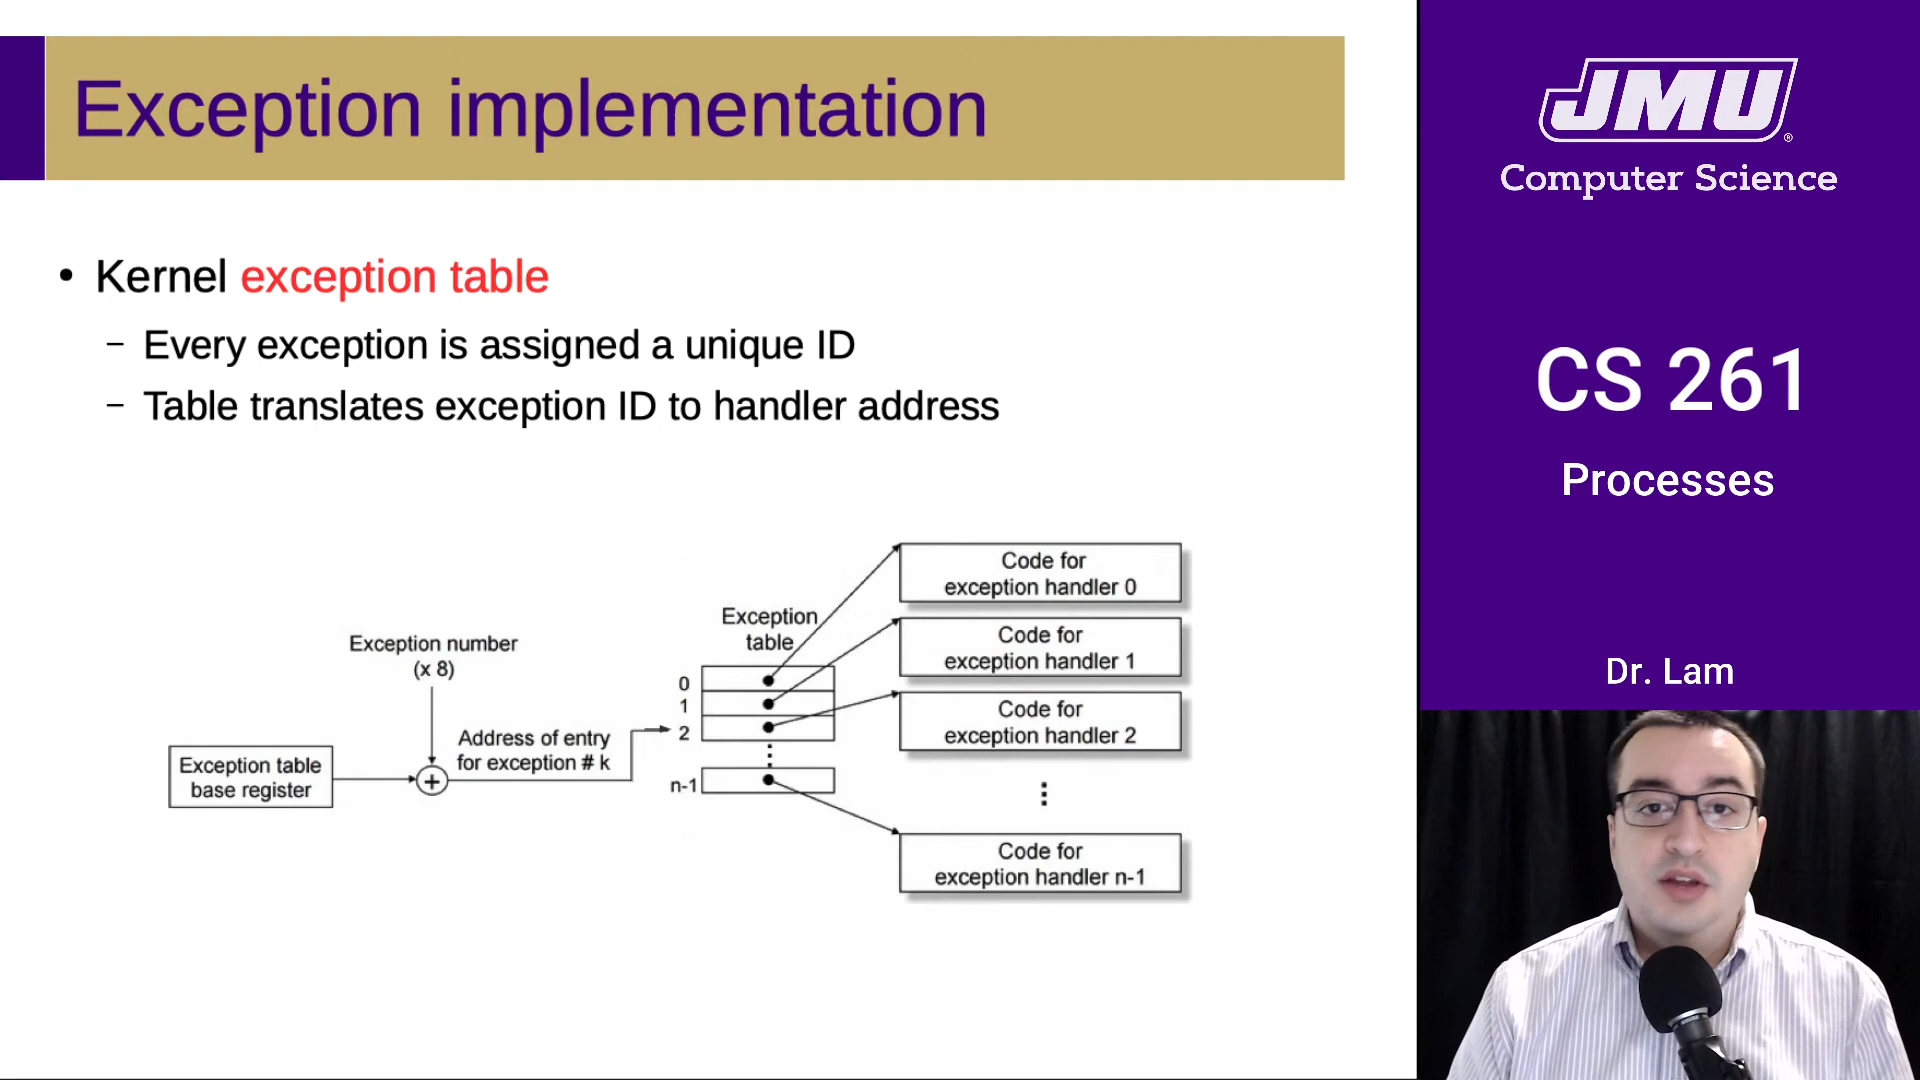 Exception implementation
• Kernel exception table
– Every exception is assigned a unique ID
– Table translates exception ID to handler address
Exception number
(x 8)
Exception table
base register
+
Address of entry
for exception # k
Exception
table
0
1
2
n-1
Code for
exception handler 0
Code for
exception handler 1
Code for
exception handler 2
Code for
exception handler n-1
JMU®
Computer Science
CS 261
Processes
Dr. Lam